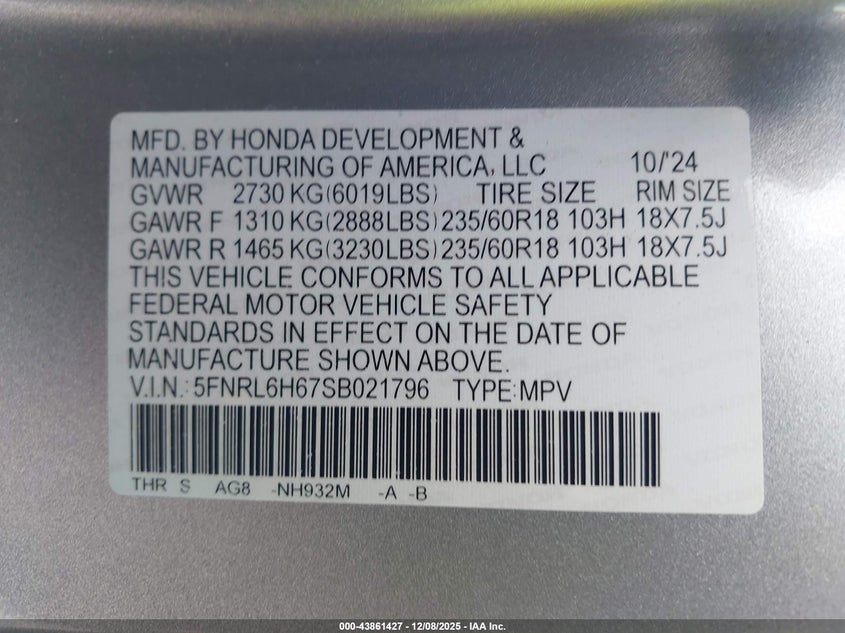 MFD. BY HONDA DEVELOPMENT &
MANUFACTURING OF AMERICA, LLC 10/'24
GVWR 2730 KG(6019LBS) TIRE SIZE RIM SIZE
GAWR F 1310 KG(2888LBS) 235/60R18 103H 18X7.5J
GAWR R 1465 KG(3230LBS) 235/60R18 103H 18X7.5J
THIS VEHICLE CONFORMS TO ALL APPLICABLE
FEDERAL MOTOR VEHICLE SAFETY
STANDARDS IN EFFECT ON THE DATE OF
MANUFACTURE SHOWN ABOVE.
V.I.N.: 5FNRL6H67SB021796 TYPE:MPV
THR S AG8 -NH932M -A -B
000-43861427 - 12/08/2025 - IAA Inc.